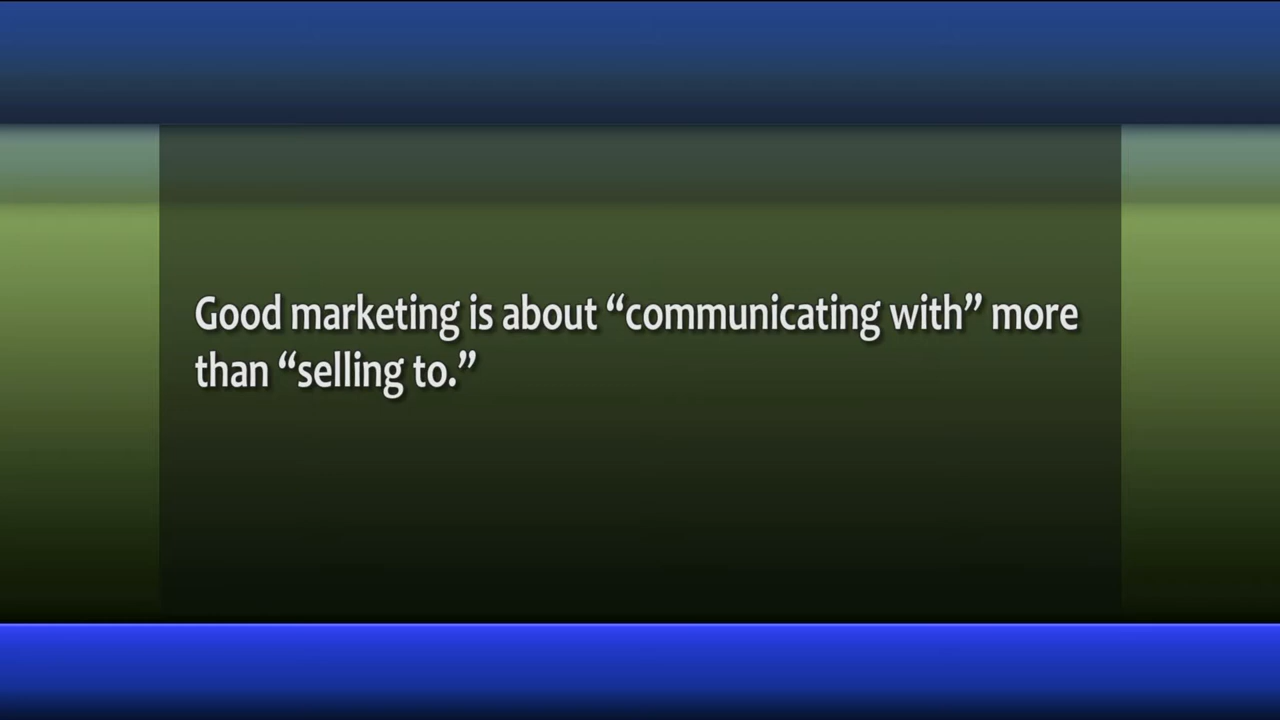 Good marketing is about “communicating with” more
than “selling to.”